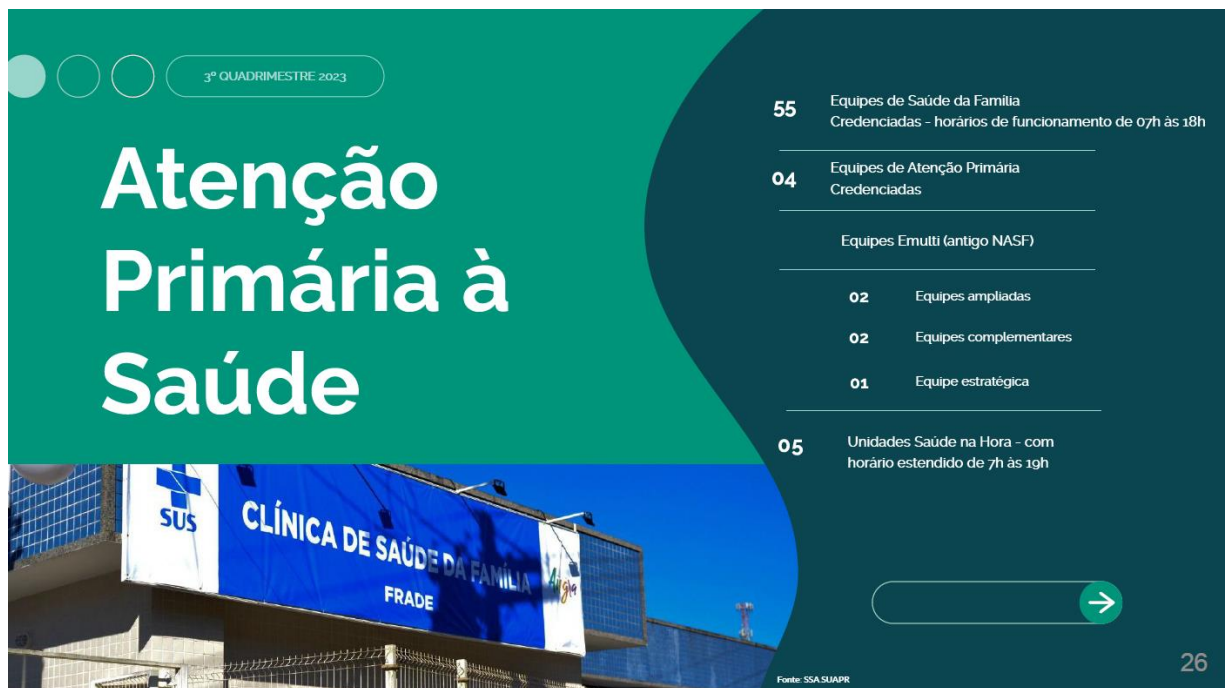 3º QUADRIMESTRE 2023
Atenção
Primária à
Saúde
55
Equipes de Saúde da Família
Credenciadas - horários de funcionamento de 07h às 18h
04
Equipes de Atenção Primária
Credenciadas
Equipes Emulti (antigo NASF)
02 Equipes ampliadas
02 Equipes complementares
01 Equipe estratégica
05
Unidades Saúde na Hora - com
horário estendido de 7h às 19h
SUS
CLÍNICA DE SAÚDE DA FAMÍLIA
FRADE
Angra
Fonte: SSA.SUAPR
26